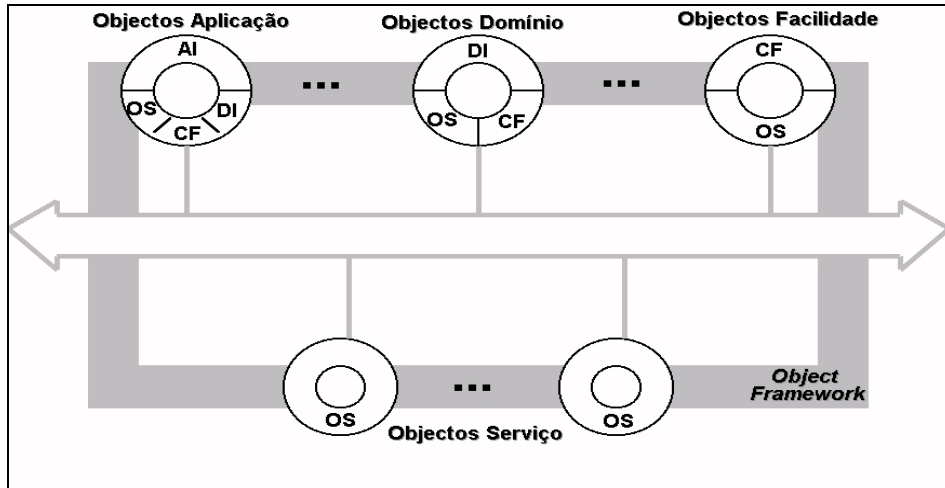 Objectos Aplicação
Objectos Domínio
Objectos Facilidade
AI
OS
DI
CF
...
DI
OS
CF
...
CF
OS
OS
...
OS
Objectos Serviço
Object
Framework